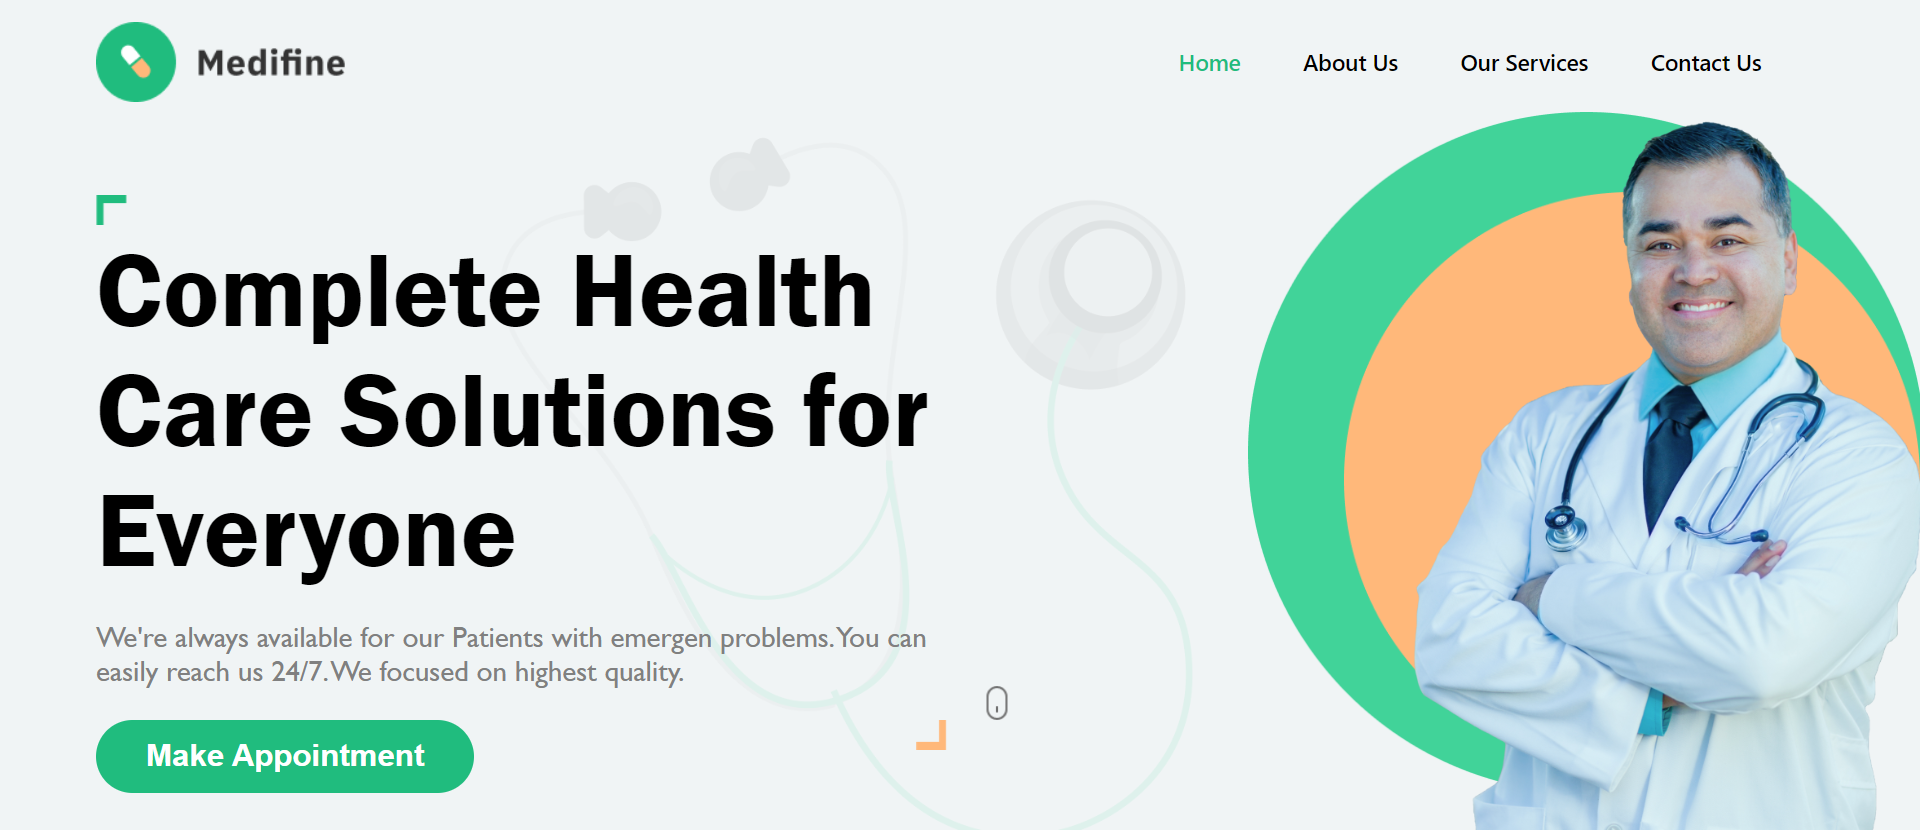 Medifine
Home About Us Our Services Contact Us
Complete Health
Care Solutions for
Everyone
We're always available for our Patients with emergen problems.You can
easily reach us 24/7.We focused on highest quality.
Make Appointment